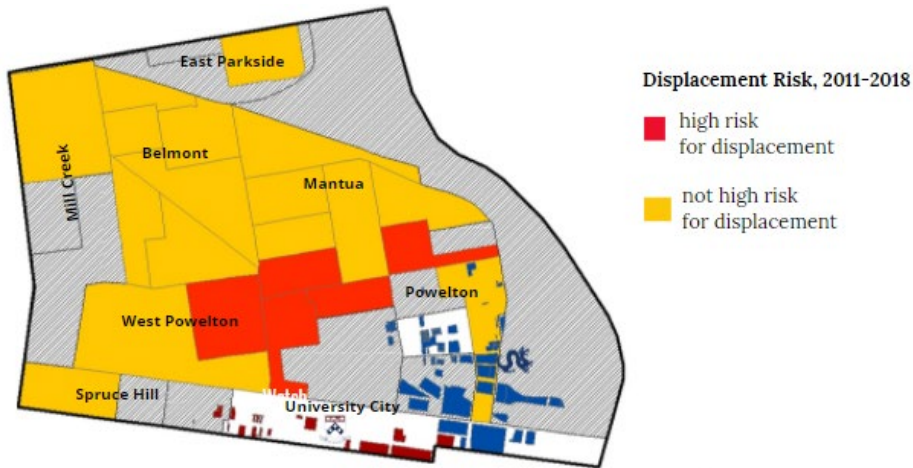 East Parkside
Displacement Risk, 2011-2018
high risk
for displacement
Belmont
Mill Creek
Mantua
not high risk
for displacement
Powelton
West Powelton
Spruce Hill
University City